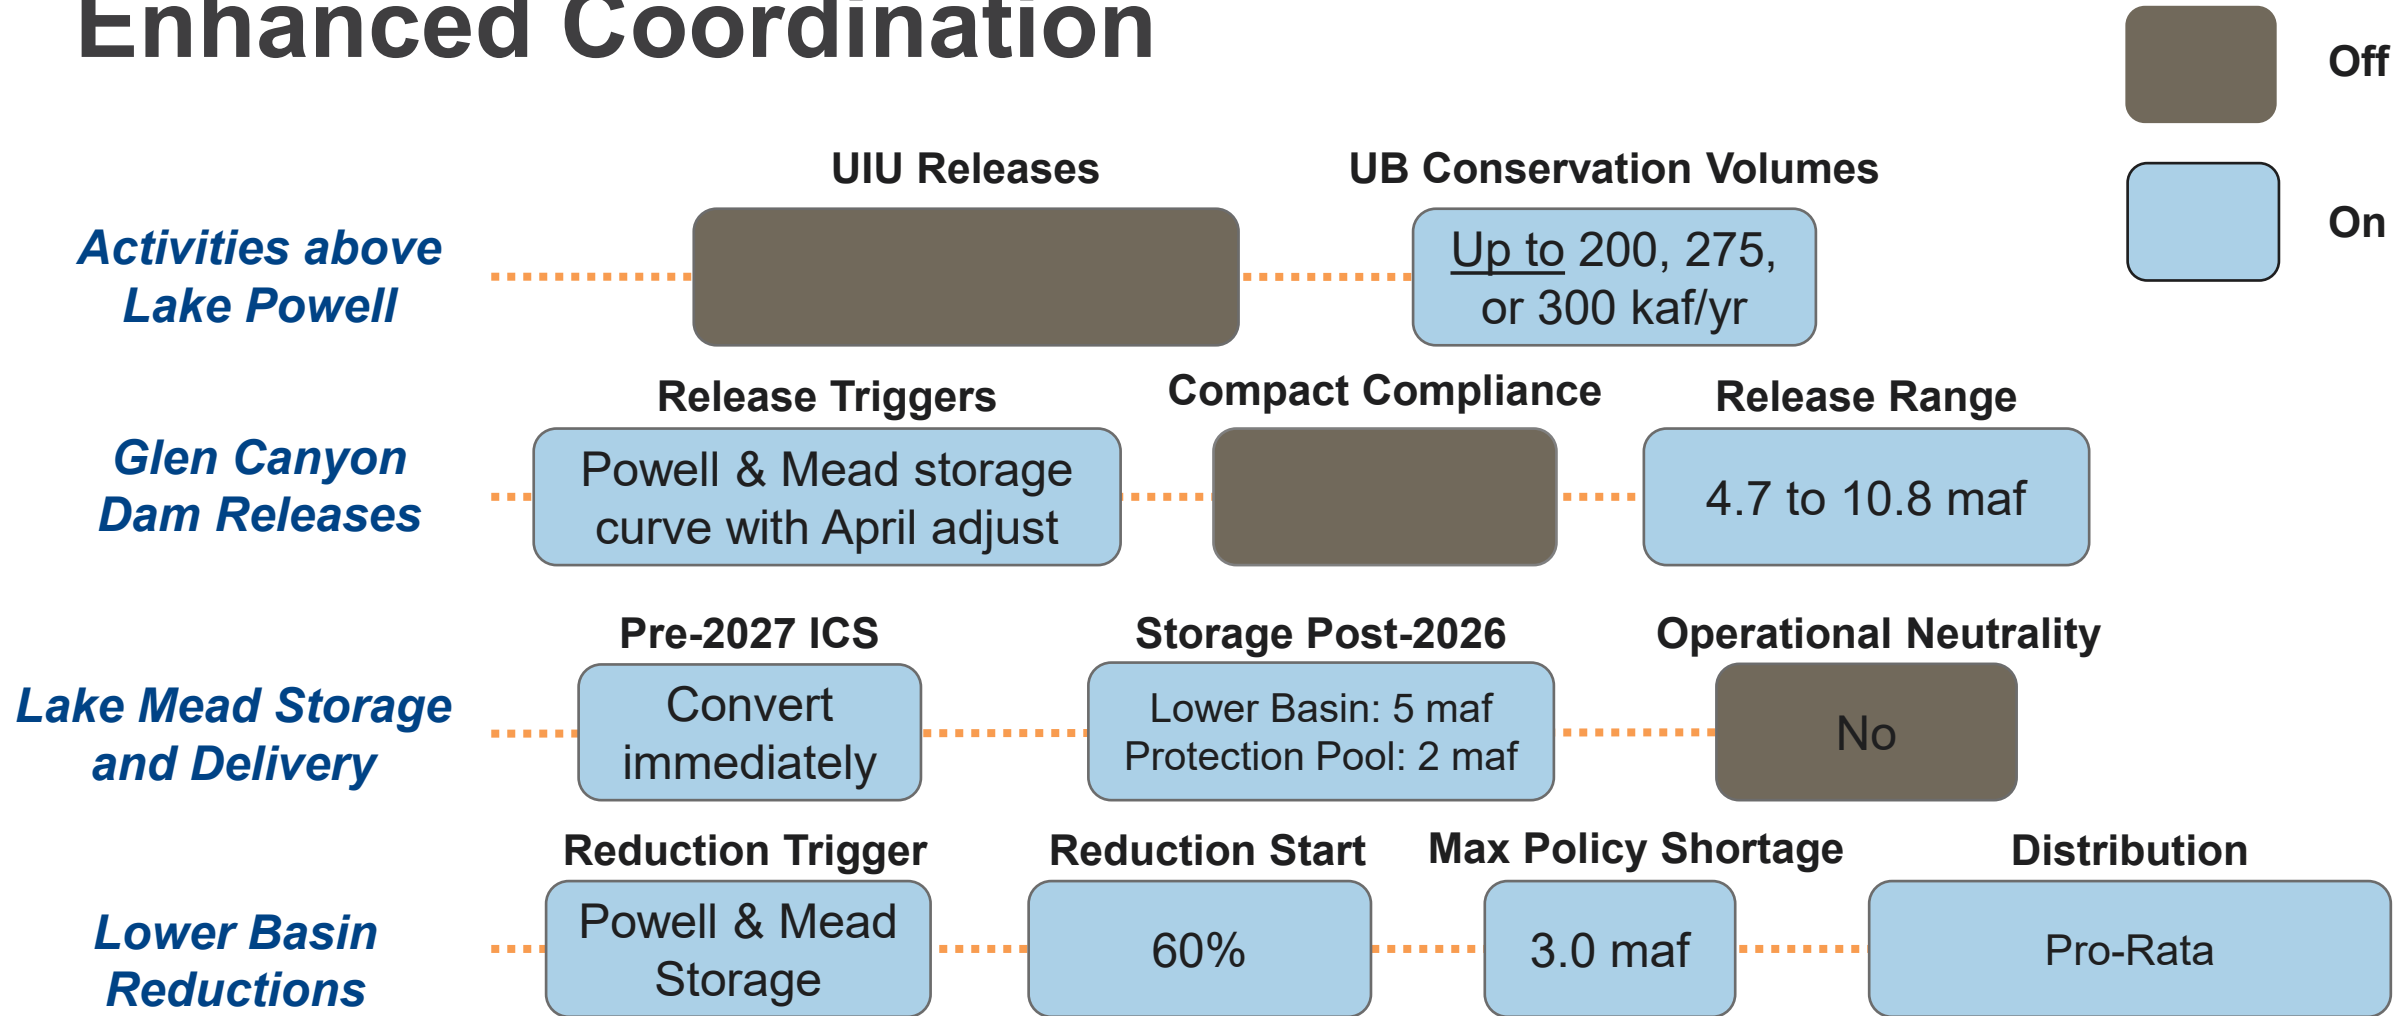 Enhanced Coordination
Off
On
UIU Releases
UB Conservation Volumes
Activities above
Lake Powell
Up to 200, 275,
or 300 kaf/yr
Release Triggers
Compact Compliance
Release Range
Glen Canyon
Dam Releases
Powell & Mead storage
curve with April adjust
4.7 to 10.8 maf
Pre-2027 ICS
Storage Post-2026
Operational Neutrality
Lake Mead Storage
and Delivery
Convert
immediately
Lower Basin: 5 maf
Protection Pool: 2 maf
No
Reduction Trigger
Reduction Start
Max Policy Shortage
Distribution
Lower Basin
Reductions
Powell & Mead
Storage
60%
3.0 maf
Pro-Rata